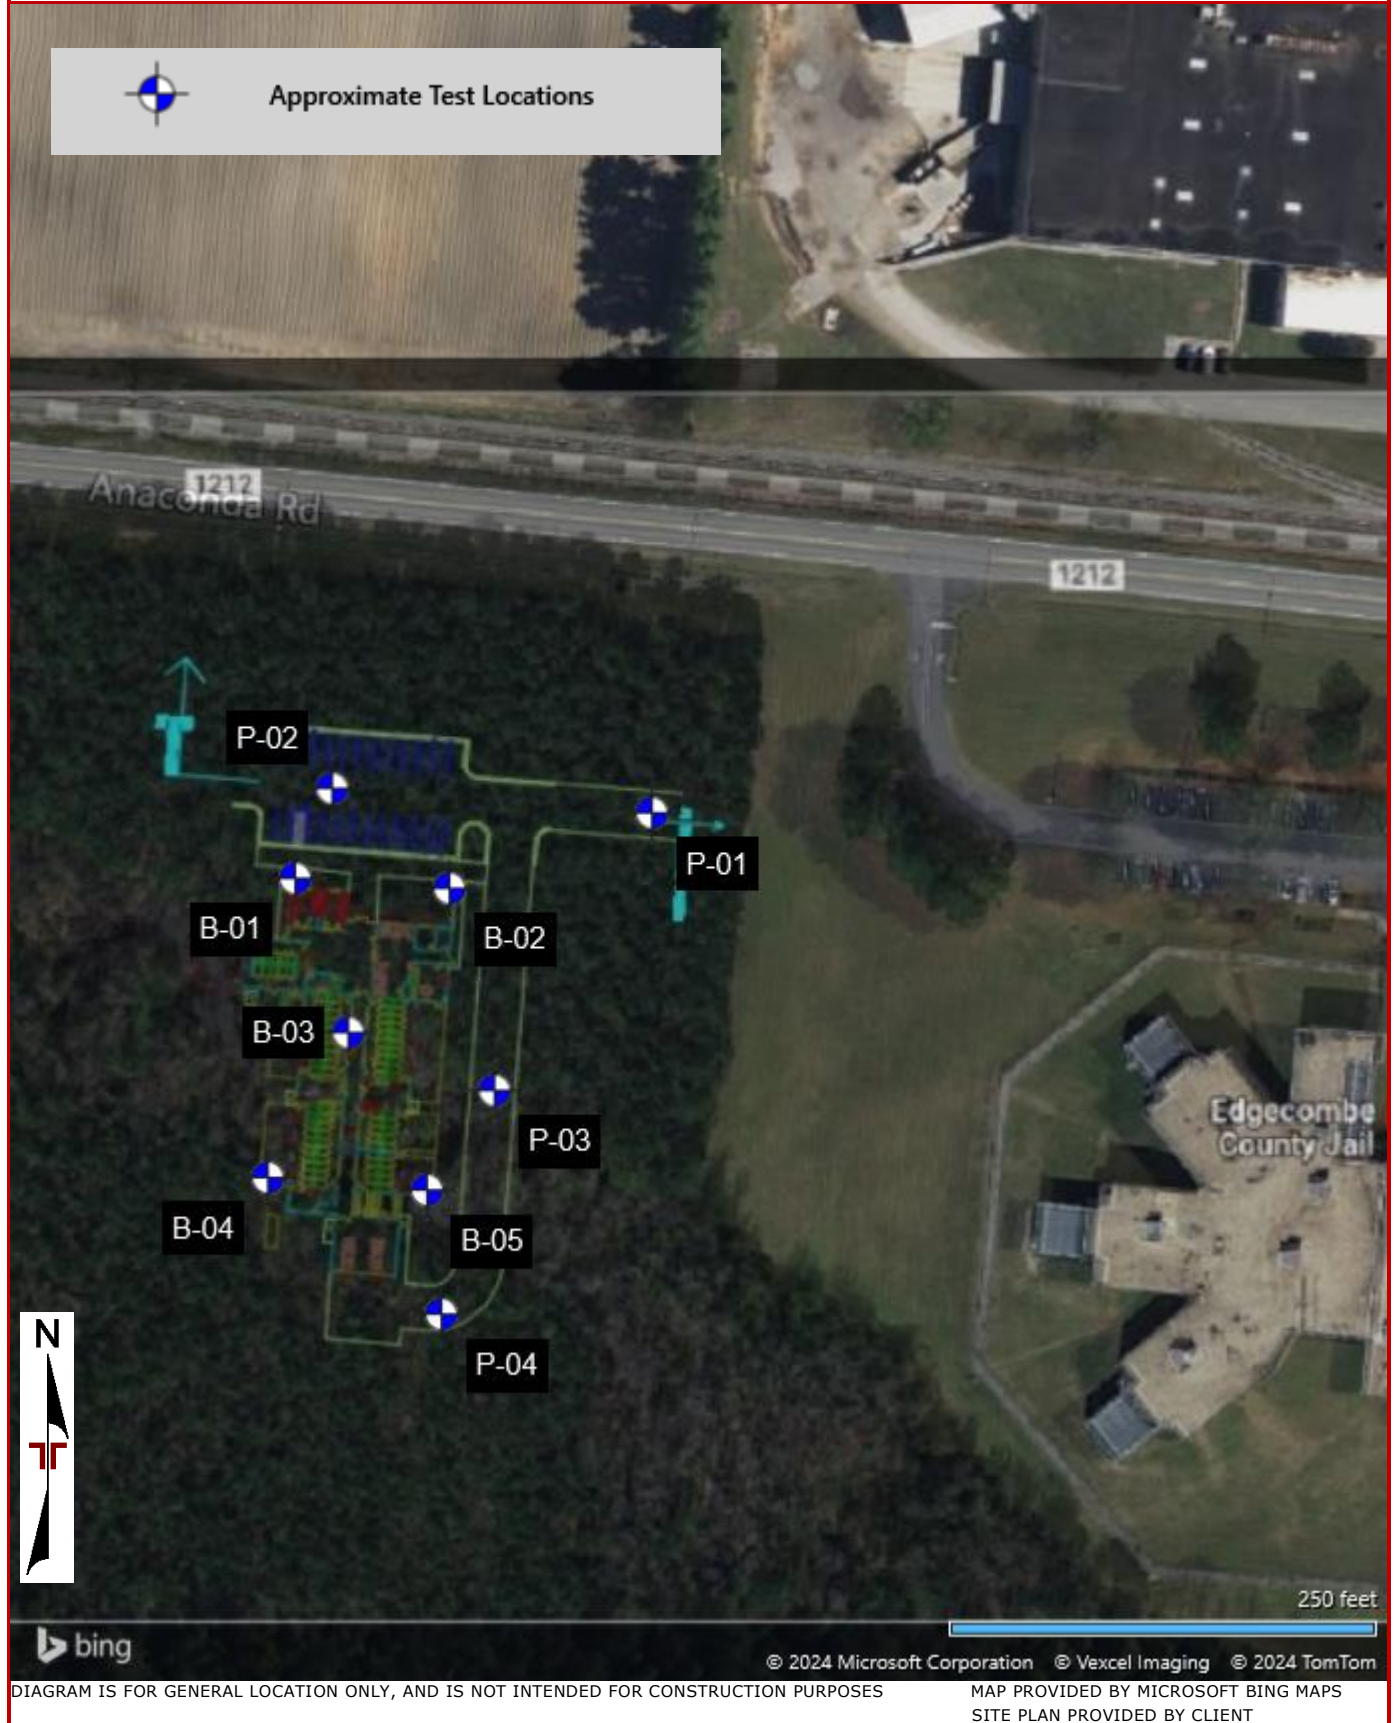 Approximate Test Locations
1212
Anaconda Rd
1212
P-02
P-01
B-01
B-02
B-03
Edgecombe
County Jail
P-03
B-04
B-05
P-04
N
250 feet
bing
© 2024 Microsoft Corporation © Vexcel Imaging © 2024 TomTom
DIAGRAM IS FOR GENERAL LOCATION ONLY, AND IS NOT INTENDED FOR CONSTRUCTION PURPOSES
MAP PROVIDED BY MICROSOFT BING MAPS
SITE PLAN PROVIDED BY CLIENT